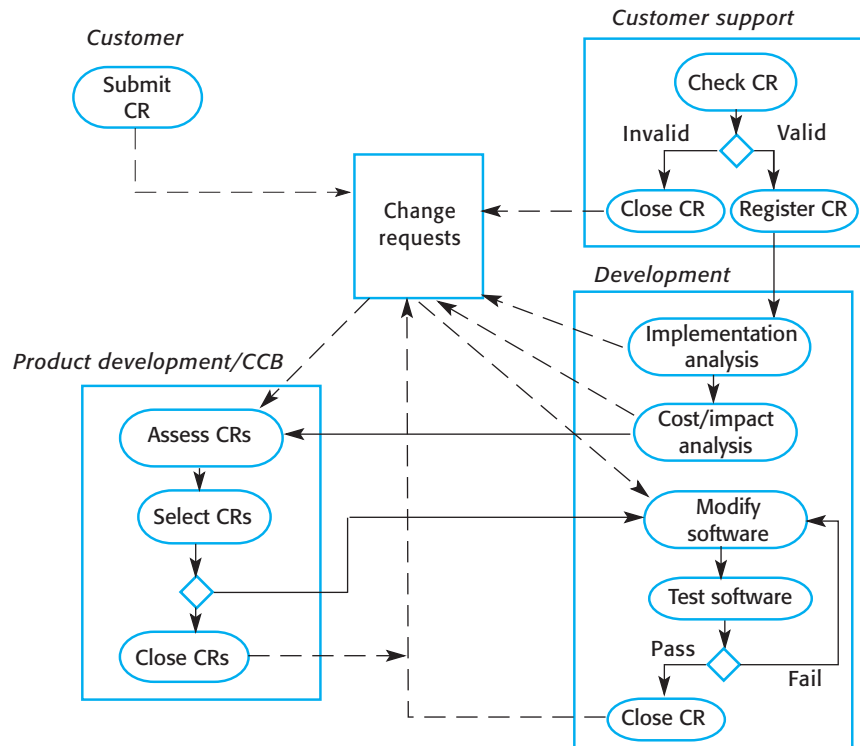 Customer
Submit
CR
Customer support
Check CR
Invalid
Valid
Close CR
Register CR
Change
requests
Development
Implementation
analysis
Cost/impact
analysis
Product development/CCB
Assess CRs
Select CRs
Close CRs
Modify
software
Test software
Pass
Fail
Close CR